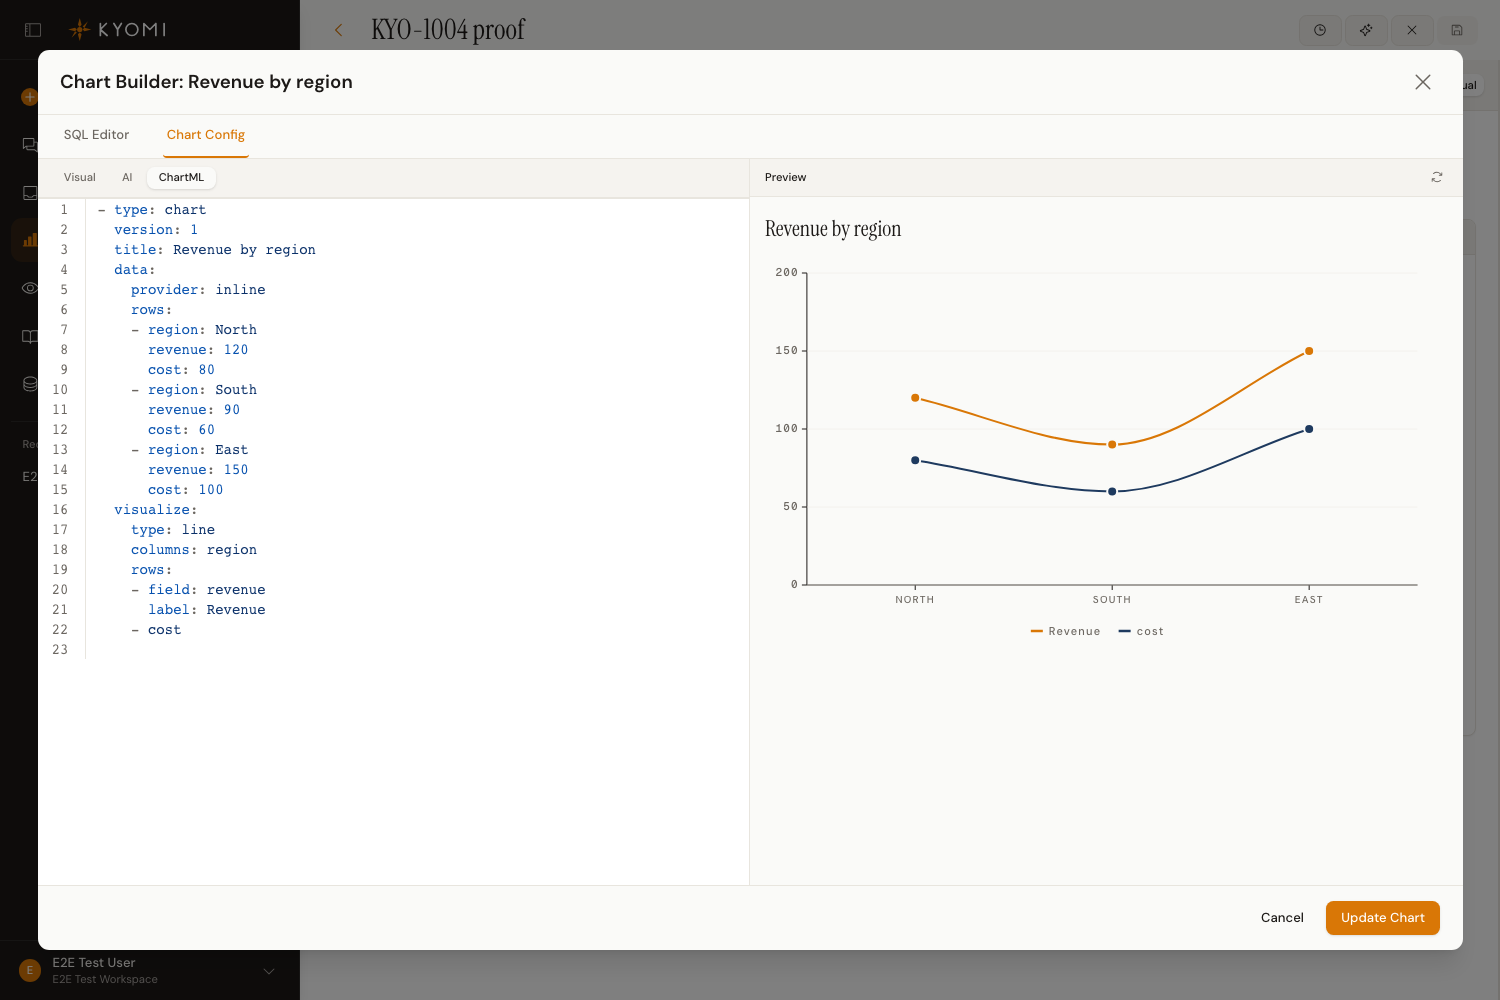 KYOMI
KYO-1004 proof
ual
Chart Builder: Revenue by region
SQL Editor
Chart Config
Visual
AI
ChartML
Preview
1 - type: chart
2 version: 1
3 title: Revenue by region
4 data:
5 provider: inline
6 rows:
7 - region: North
8 revenue: 120
9 cost: 80
10 - region: South
11 revenue: 90
12 cost: 60
13 - region: East
14 revenue: 150
15 cost: 100
16 visualize:
17 type: line
18 columns: region
19 rows:
20 - field: revenue
21 label: Revenue
22 - cost
23
Revenue by region
200
150
100
50
0
NORTH SOUTH EAST
Revenue cost
Rec
E2
Cancel
Update Chart
E
E2E Test User
E2E Test Workspace